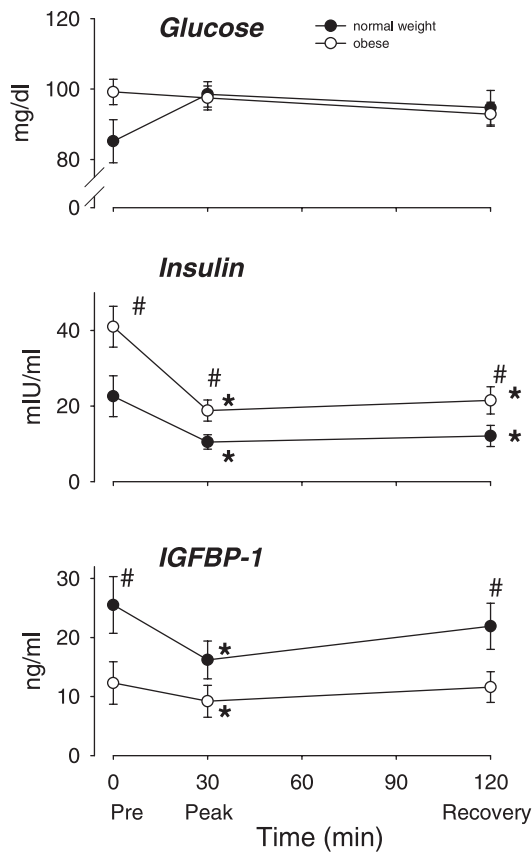 Glucose
normal weight
obese
120
100
80
0
mg/dl
Insulin
#
#
#
*
*
*
*
40
20
0
mIU/ml
IGFBP-1
#
#
*
*
30
20
10
0
ng/ml
0 30 60 90 120
Pre Peak Recovery
Time (min)